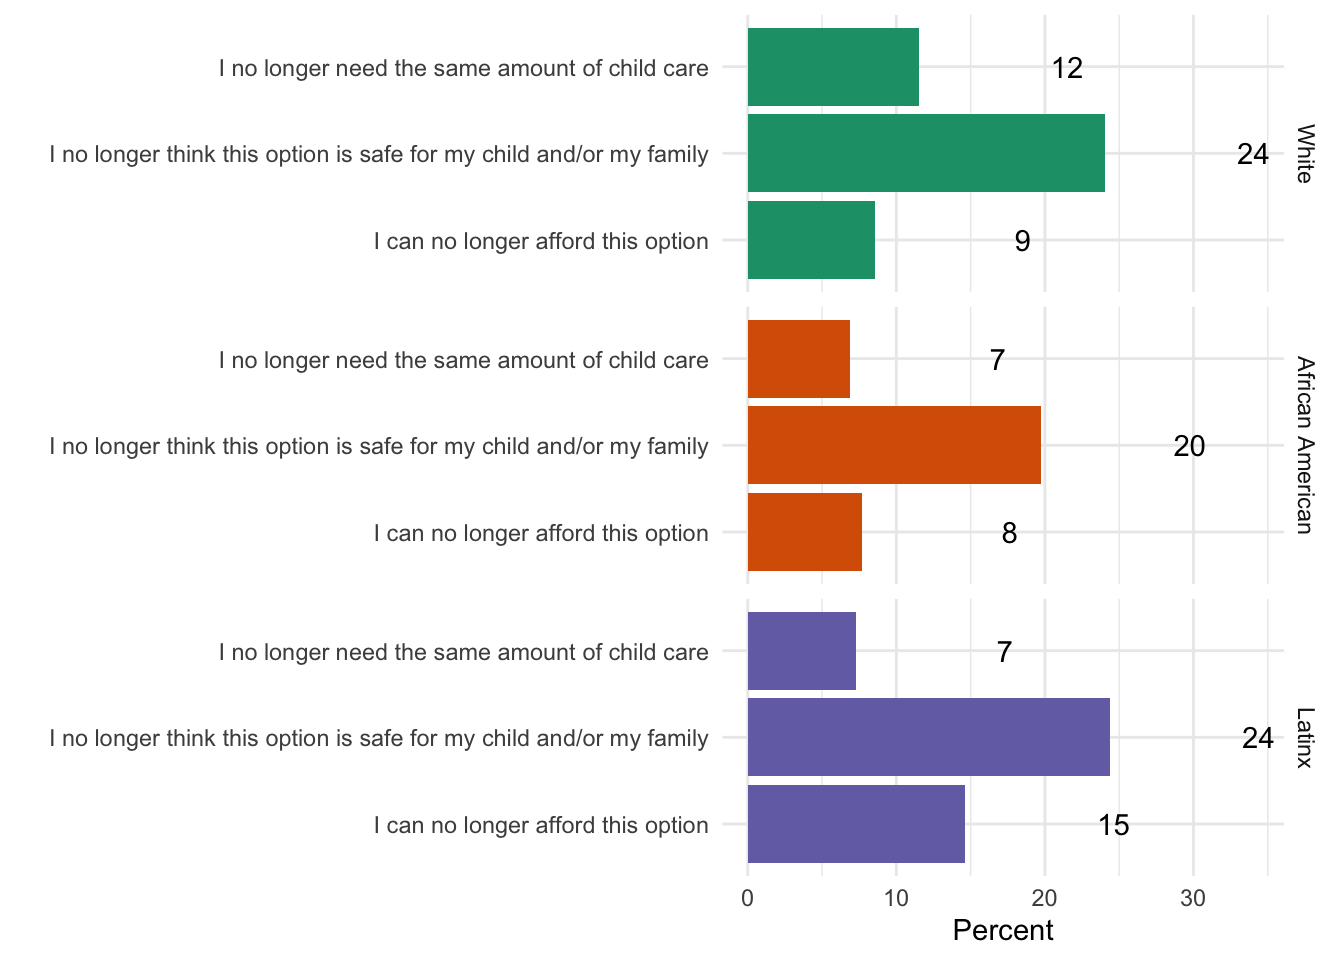 I no longer need the same amount of child care
12
I no longer think this option is safe for my child and/or my family
24
I can no longer afford this option
9
White
I no longer need the same amount of child care
7
I no longer think this option is safe for my child and/or my family
20
I can no longer afford this option
8
African American
I no longer need the same amount of child care
7
I no longer think this option is safe for my child and/or my family
24
I can no longer afford this option
15
Latinx
0 10 20 30
Percent